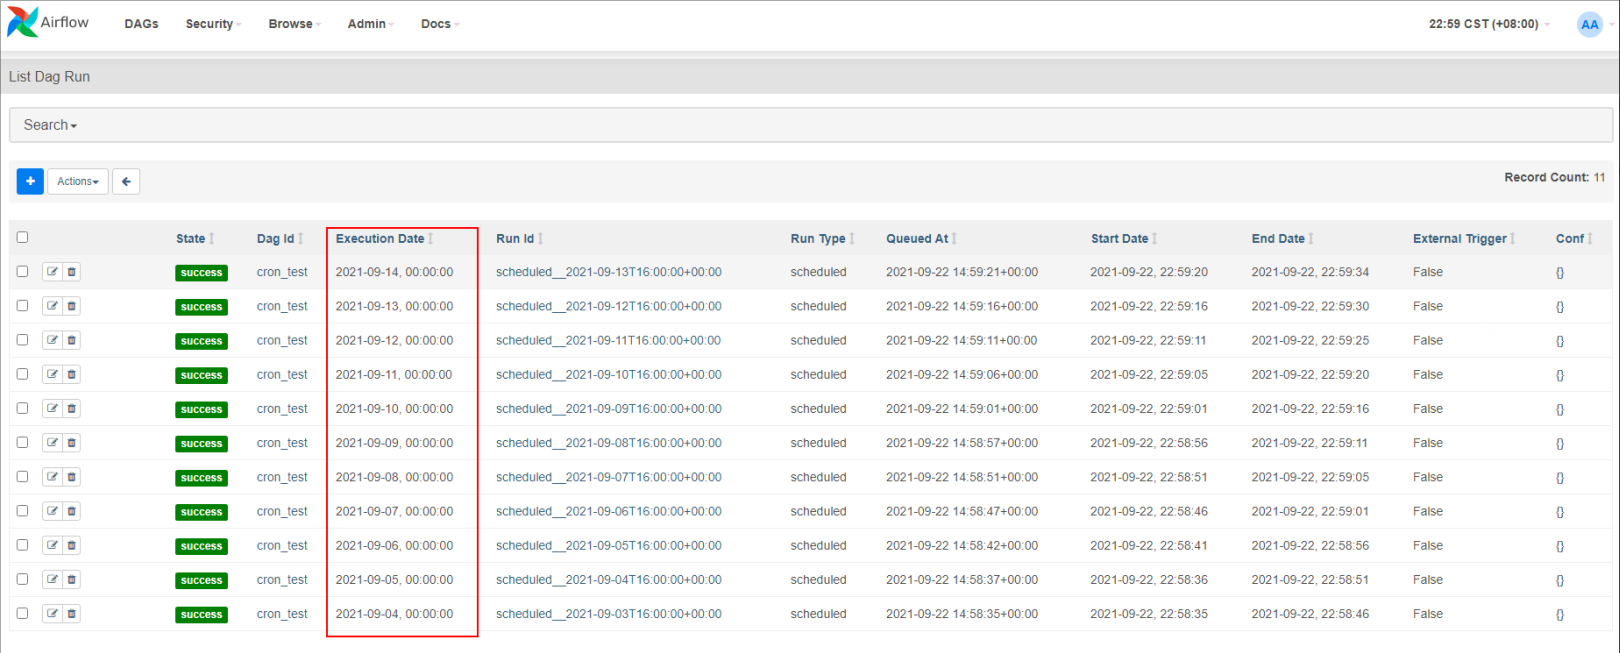 Airflow DAGs Security Browse Admin Docs 22:59 CST (+08:00) AA
List Dag Run
Search
+ Actions Record Count: 11
State Dag Id Execution Date Run Id Run Type Queued At Start Date End Date External Trigger Conf
success cron_test 2021-09-14, 00:00:00 scheduled__2021-09-13T16:00:00+00:00 scheduled 2021-09-22 14:59:21+00:00 2021-09-22, 22:59:20 2021-09-22, 22:59:34 False {}
success cron_test 2021-09-13, 00:00:00 scheduled__2021-09-12T16:00:00+00:00 scheduled 2021-09-22 14:59:16+00:00 2021-09-22, 22:59:16 2021-09-22, 22:59:30 False {}
success cron_test 2021-09-12, 00:00:00 scheduled__2021-09-11T16:00:00+00:00 scheduled 2021-09-22 14:59:11+00:00 2021-09-22, 22:59:11 2021-09-22, 22:59:25 False {}
success cron_test 2021-09-11, 00:00:00 scheduled__2021-09-10T16:00:00+00:00 scheduled 2021-09-22 14:59:06+00:00 2021-09-22, 22:59:05 2021-09-22, 22:59:20 False {}
success cron_test 2021-09-10, 00:00:00 scheduled__2021-09-09T16:00:00+00:00 scheduled 2021-09-22 14:59:01+00:00 2021-09-22, 22:59:01 2021-09-22, 22:59:16 False {}
success cron_test 2021-09-09, 00:00:00 scheduled__2021-09-08T16:00:00+00:00 scheduled 2021-09-22 14:58:57+00:00 2021-09-22, 22:58:56 2021-09-22, 22:59:11 False {}
success cron_test 2021-09-08, 00:00:00 scheduled__2021-09-07T16:00:00+00:00 scheduled 2021-09-22 14:58:51+00:00 2021-09-22, 22:58:51 2021-09-22, 22:59:05 False {}
success cron_test 2021-09-07, 00:00:00 scheduled__2021-09-06T16:00:00+00:00 scheduled 2021-09-22 14:58:47+00:00 2021-09-22, 22:58:46 2021-09-22, 22:59:01 False {}
success cron_test 2021-09-06, 00:00:00 scheduled__2021-09-05T16:00:00+00:00 scheduled 2021-09-22 14:58:42+00:00 2021-09-22, 22:58:41 2021-09-22, 22:58:56 False {}
success cron_test 2021-09-05, 00:00:00 scheduled__2021-09-04T16:00:00+00:00 scheduled 2021-09-22 14:58:37+00:00 2021-09-22, 22:58:36 2021-09-22, 22:58:51 False {}
success cron_test 2021-09-04, 00:00:00 scheduled__2021-09-03T16:00:00+00:00 scheduled 2021-09-22 14:58:35+00:00 2021-09-22, 22:58:35 2021-09-22, 22:58:46 False {}